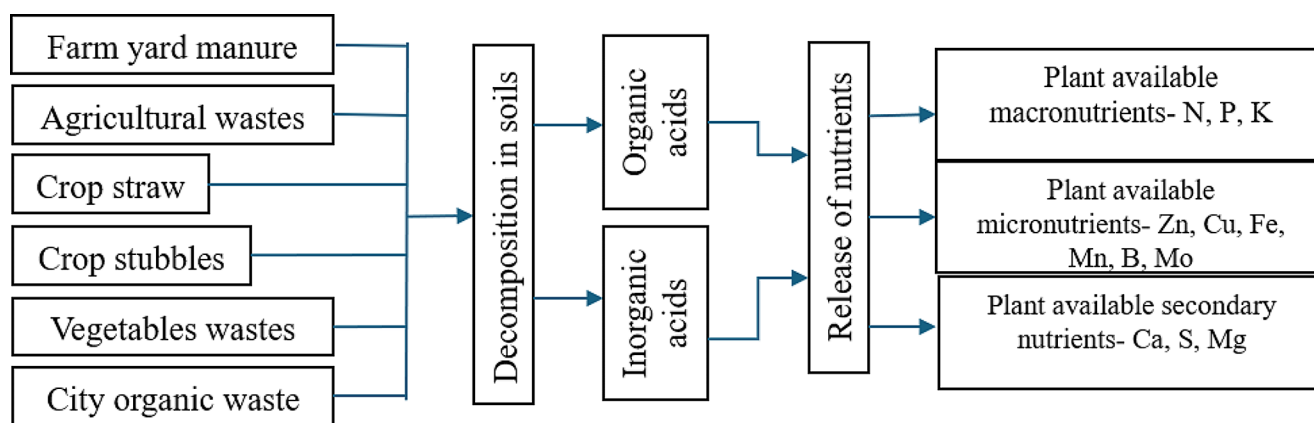 Farm yard manure
Agricultural wastes
Crop straw
Crop stubbles
Vegetables wastes
City organic waste
Decomposition in soils
Organic
acids
Inorganic
acids
Release of nutrients
Plant available
macronutrients- N, P, K
Plant available
micronutrients- Zn, Cu, Fe,
Mn, B, Mo
Plant available secondary
nutrients- Ca, S, Mg